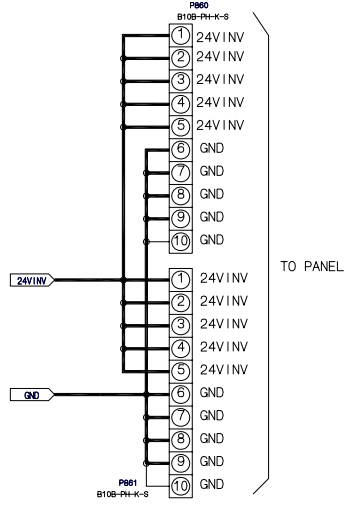 P860
B10B-PH-K-S
1 24VINV
2 24VINV
3 24VINV
4 24VINV
5 24VINV
6 GND
7 GND
8 GND
9 GND
10 GND
TO PANEL
24VINV
1 24VINV
2 24VINV
3 24VINV
4 24VINV
5 24VINV
GND
6 GND
7 GND
8 GND
9 GND
10 GND
P861
B10B-PH-K-S